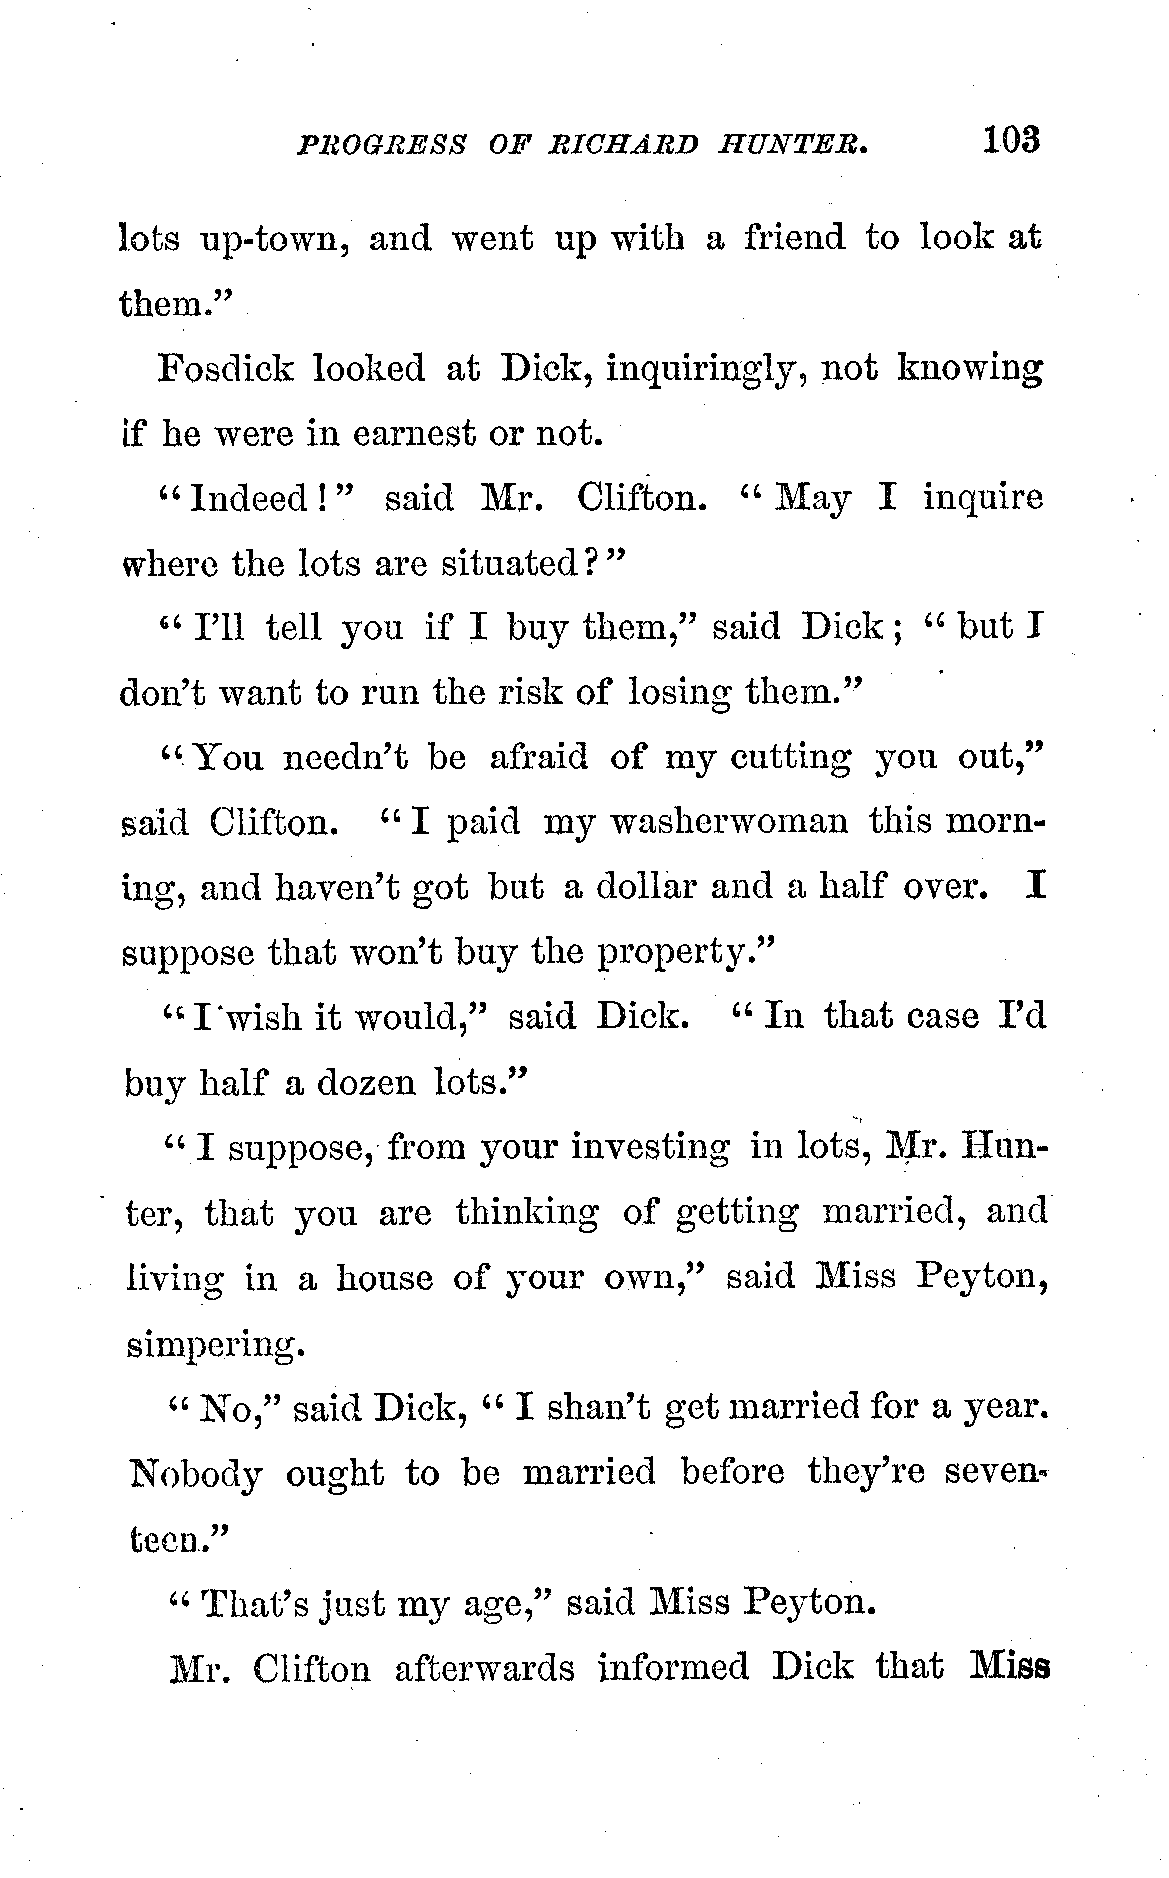 PROGRESS OF RICHARD HUNTER. 103
lots up-town, and went up with a friend to look at
them.”
Fosdick looked at Dick, inquiringly, not knowing
if he were in earnest or not.
“Indeed!” said Mr. Clifton. “May I inquire
where the lots are situated?”
“I’ll tell you if I buy them,” said Dick; “but I
don’t want to run the risk of losing them.”
“You needn’t be afraid of my cutting you out,”
said Clifton. “I paid my washerwoman this morn-
ing, and haven’t got but a dollar and a half over. I
suppose that won’t buy the property.”
“I wish it would,” said Dick. “In that case I’d
buy half a dozen lots.”
“I suppose, from your investing in lots, Mr. Hun-
ter, that you are thinking of getting married, and
living in a house of your own,” said Miss Peyton,
simpering.
“No,” said Dick, “I shan’t get married for a year.
Nobody ought to be married before they’re seven-
teen.”
“That’s just my age,” said Miss Peyton.
Mr. Clifton afterwards informed Dick that Miss